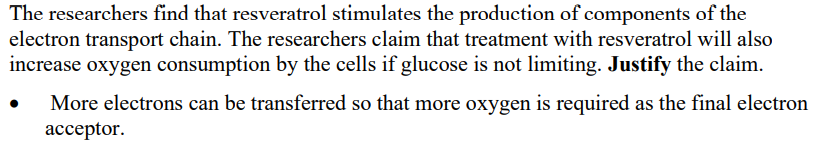 The researchers find that resveratrol stimulates the production of components of the
electron transport chain. The researchers claim that treatment with resveratrol will also
increase oxygen consumption by the cells if glucose is not limiting. Justify the claim.
• More electrons can be transferred so that more oxygen is required as the final electron
acceptor.